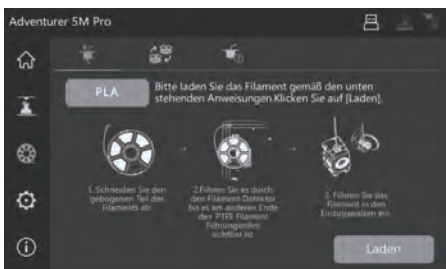 Adventurer 5M Pro
PLA
Bitte laden Sie das Filament gemäß den unten
stehenden Anweisungen.Klicken Sie auf [Laden].
1. Schneiden Sie den
gebogenen Teil des
Filaments ab.
2.Führen Sie es durch
den Filament-Detektor
bis es am anderen Ende
des PTFE Filament
Führungsrohrs
sichtbar ist.
3. Führen Sie das
Filament in den
Einzugswalzen ein.
Laden